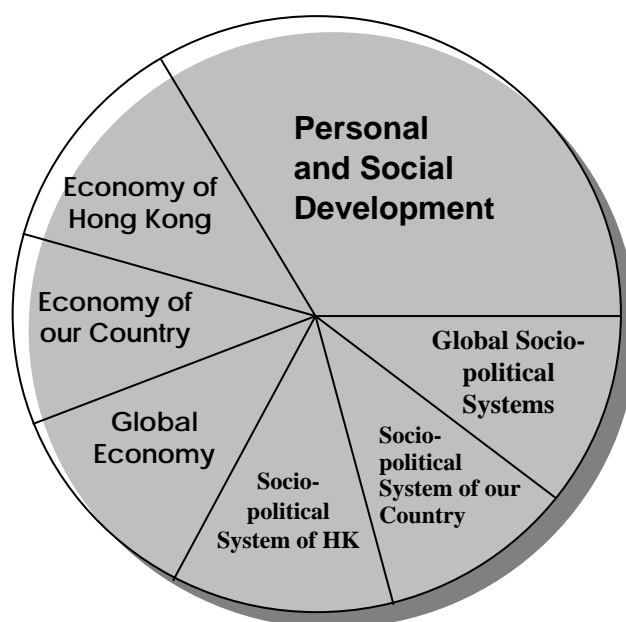 Personal
and Social
Development
Economy of
Hong Kong
Economy of
our Country
Global
Economy
Socio-
political
System of HK
Socio-
political
System of our
Country
Global Socio-
political
Systems